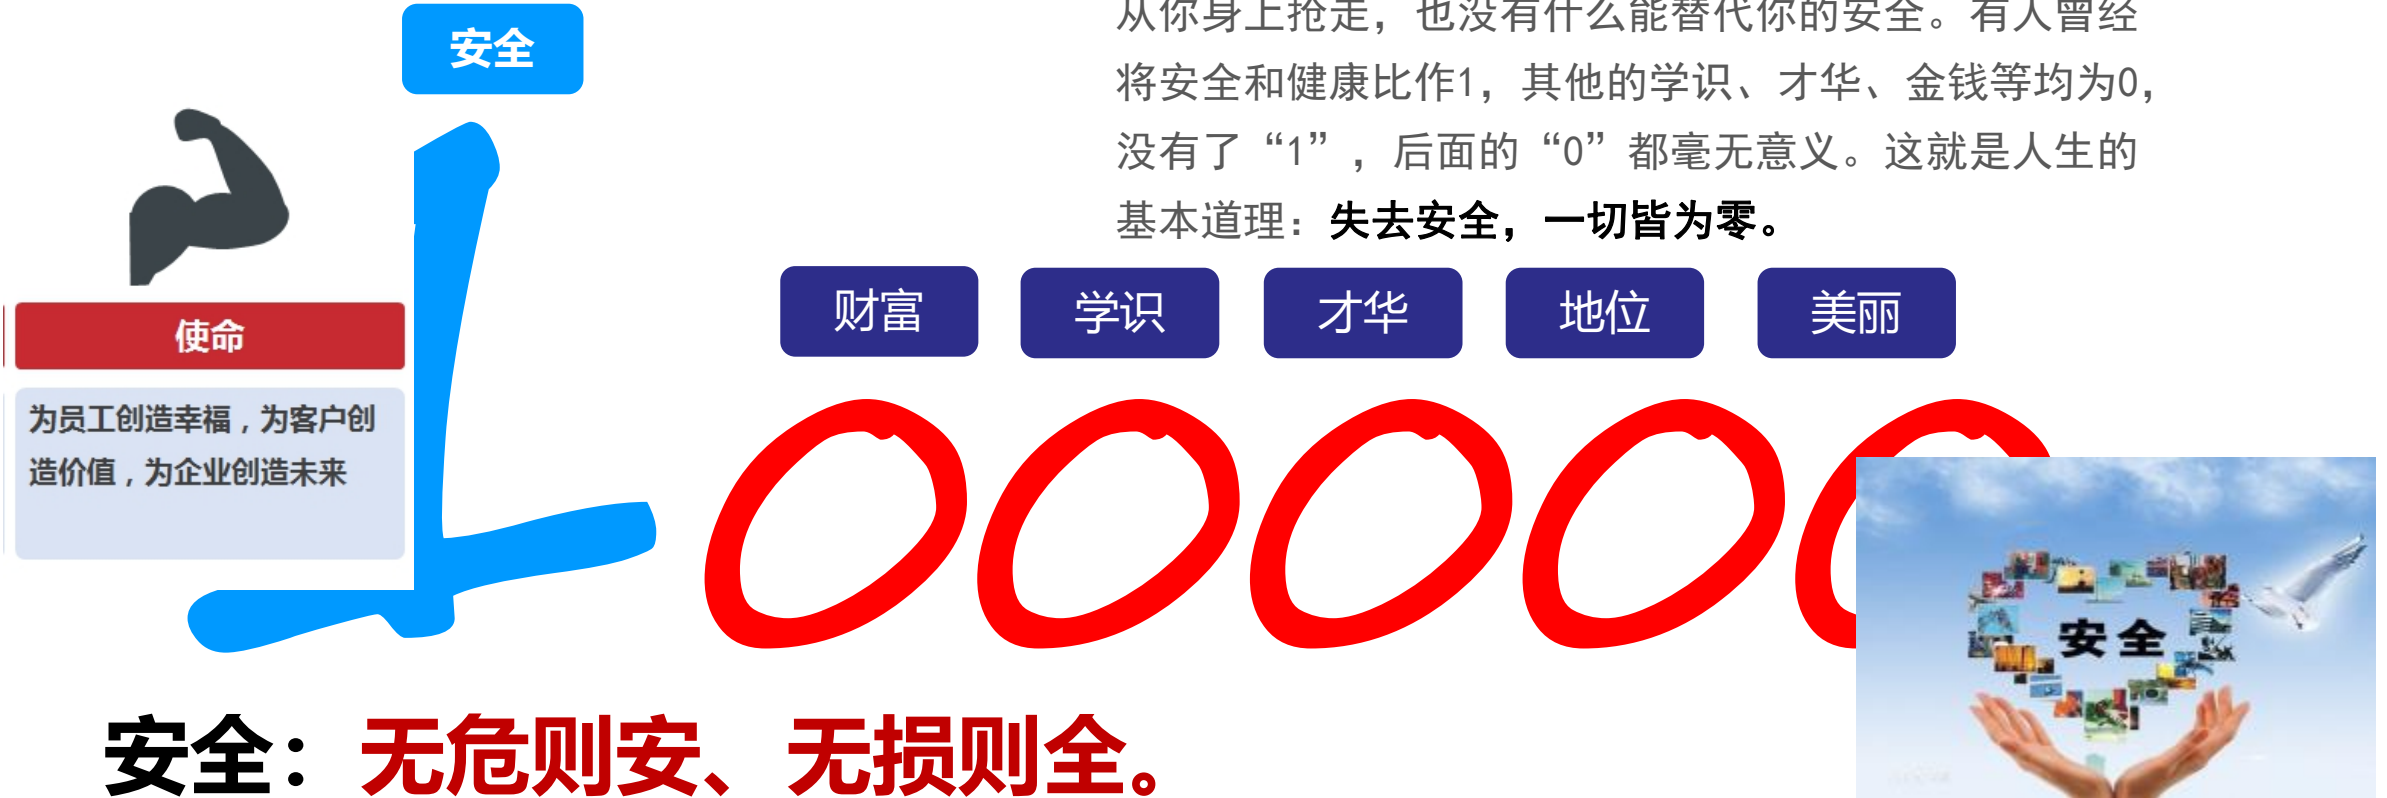 安全
从你身上抢走，也没有什么能替代你的安全。有人曾经
将安全和健康比作1，其他的学识、才华、金钱等均为0，
没有了“1”，后面的“0”都毫无意义。这就是人生的
基本道理：失去安全，一切皆为零。
使命
为员工创造幸福，为客户创
造价值，为企业创造未来
财富
学识
才华
地位
美丽
1 0 0 0 0 0
安全
安全：无危则安、无损则全。